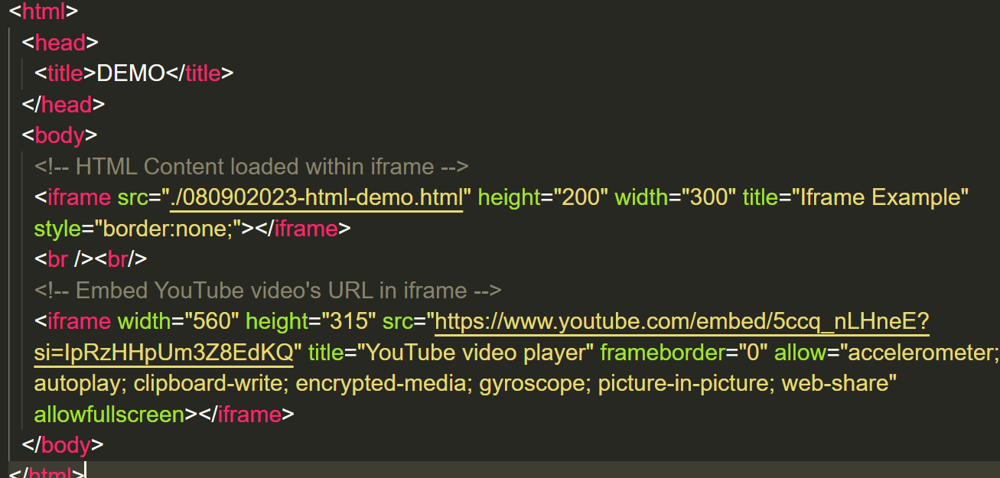 <html>
<head>
<title>DEMO</title>
</head>
<body>
<!-- HTML Content loaded within iframe -->
<iframe src="./080902023-html-demo.html" height="200" width="300" title="Iframe Example"
style="border:none;"></iframe>
<br /><br/>
<!-- Embed YouTube video's URL in iframe -->
<iframe width="560" height="315" src="https://www.youtube.com/embed/5ccq_nLHneE?
si=IpRzHHpUm3Z8EdKQ" title="YouTube video player" frameborder="0" allow="accelerometer;
autoplay; clipboard-write; encrypted-media; gyroscope; picture-in-picture; web-share"
allowfullscreen></iframe>
</body>
</html>